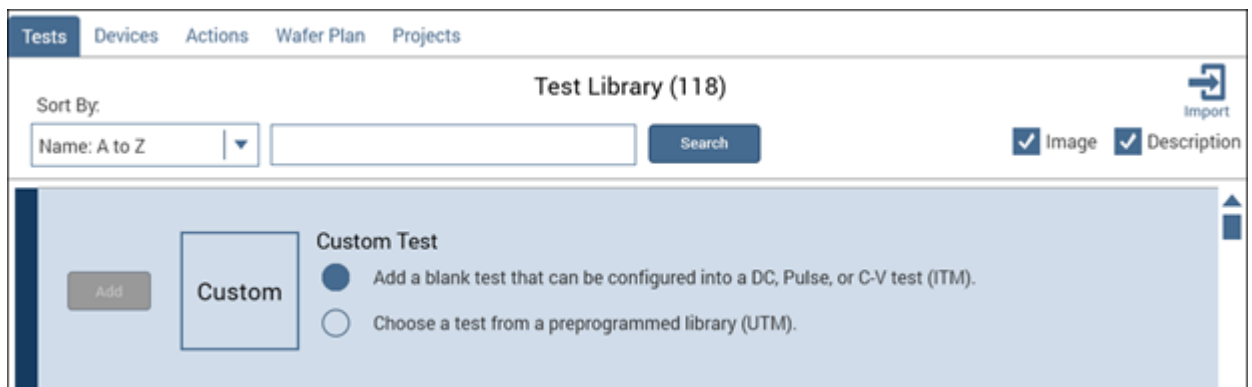 Tests Devices Actions Wafer Plan Projects
Test Library (118)
Import
Sort By:
Name: A to Z
Search
Image Description
Custom Test
Add
Custom
Add a blank test that can be configured into a DC, Pulse, or C-V test (ITM).
Choose a test from a preprogrammed library (UTM).